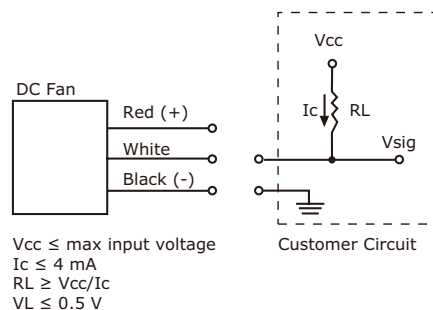 Vcc
DC Fan
Ic
RL
Red (+)
White
Vsig
Black (-)
Vcc ≤ max input voltage
Ic ≤ 4 mA
RL ≥ Vcc/Ic
VL ≤ 0.5 V
Customer Circuit